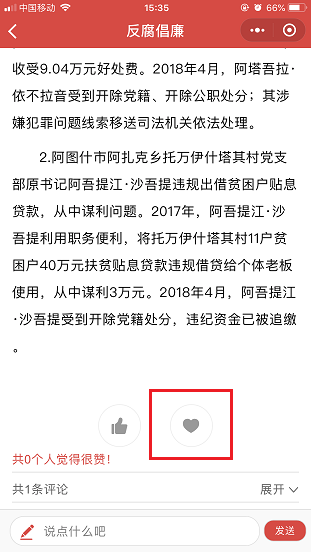 中国移动
15:35
反腐倡廉
收受9.04万元好处费。2018年4月，阿塔吾拉·
依不拉音受到开除党籍、开除公职处分；其涉
嫌犯罪问题线索移送司法机关依法处理。
2.阿图什市阿扎克乡托万伊什塔其村党支
部原书记阿吾提江·沙吾提违规出借贫困户贴息
贷款，从中谋利问题。2017年，阿吾提江·沙
吾提利用职务便利，将托万伊什塔其村11户贫
困户40万元扶贫贴息贷款违规借贷给个体老板
使用，从中谋利3万元。2018年4月，阿吾提江
·沙吾提受到开除党籍处分，违纪资金已被追缴
。
共0个人觉得很赞!
共1条评论 展开
说点什么吧 发送